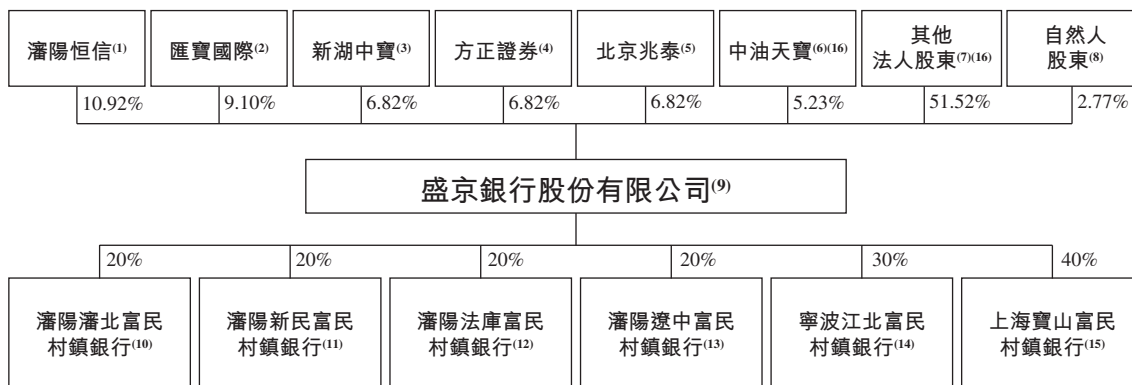 瀋陽恒信(1)
匯寶國際(2)
新湖中寶(3)
方正證券(4)
北京兆泰(5)
中油天寶(6)(16)
其他
法人股東(7)(16)
自然人
股東(8)
10.92%
9.10%
6.82%
6.82%
6.82%
5.23%
51.52%
2.77%
盛京銀行股份有限公司(9)
20%
20%
20%
20%
30%
40%
瀋陽瀋北富民
村鎮銀行(10)
瀋陽新民富民
村鎮銀行(11)
瀋陽法庫富民
村鎮銀行(12)
瀋陽遼中富民
村鎮銀行(13)
寧波江北富民
村鎮銀行(14)
上海寶山富民
村鎮銀行(15)